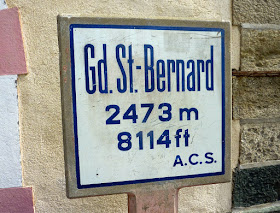 Gd. St.-Bernard
2473 m
8114 ft
A.C.S.